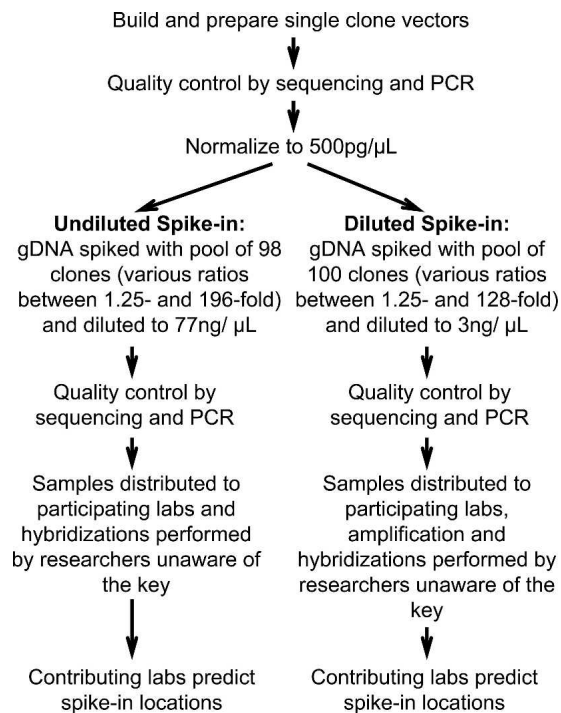 Build and prepare single clone vectors
Quality control by sequencing and PCR
Normalize to 500pg/µL
Undiluted Spike-in:
gDNA spiked with pool of 98
clones (various ratios
between 1.25- and 196-fold)
and diluted to 77ng/ µL
Quality control by
sequencing and PCR
Samples distributed to
participating labs and
hybridizations performed
by researchers unaware of
the key
Contributing labs predict
spike-in locations
Diluted Spike-in:
gDNA spiked with pool of
100 clones (various ratios
between 1.25- and 128-fold)
and diluted to 3ng/ µL
Quality control by
sequencing and PCR
Samples distributed to
participating labs,
amplification and
hybridizations performed by
researchers unaware of the
key
Contributing labs predict
spike-in locations